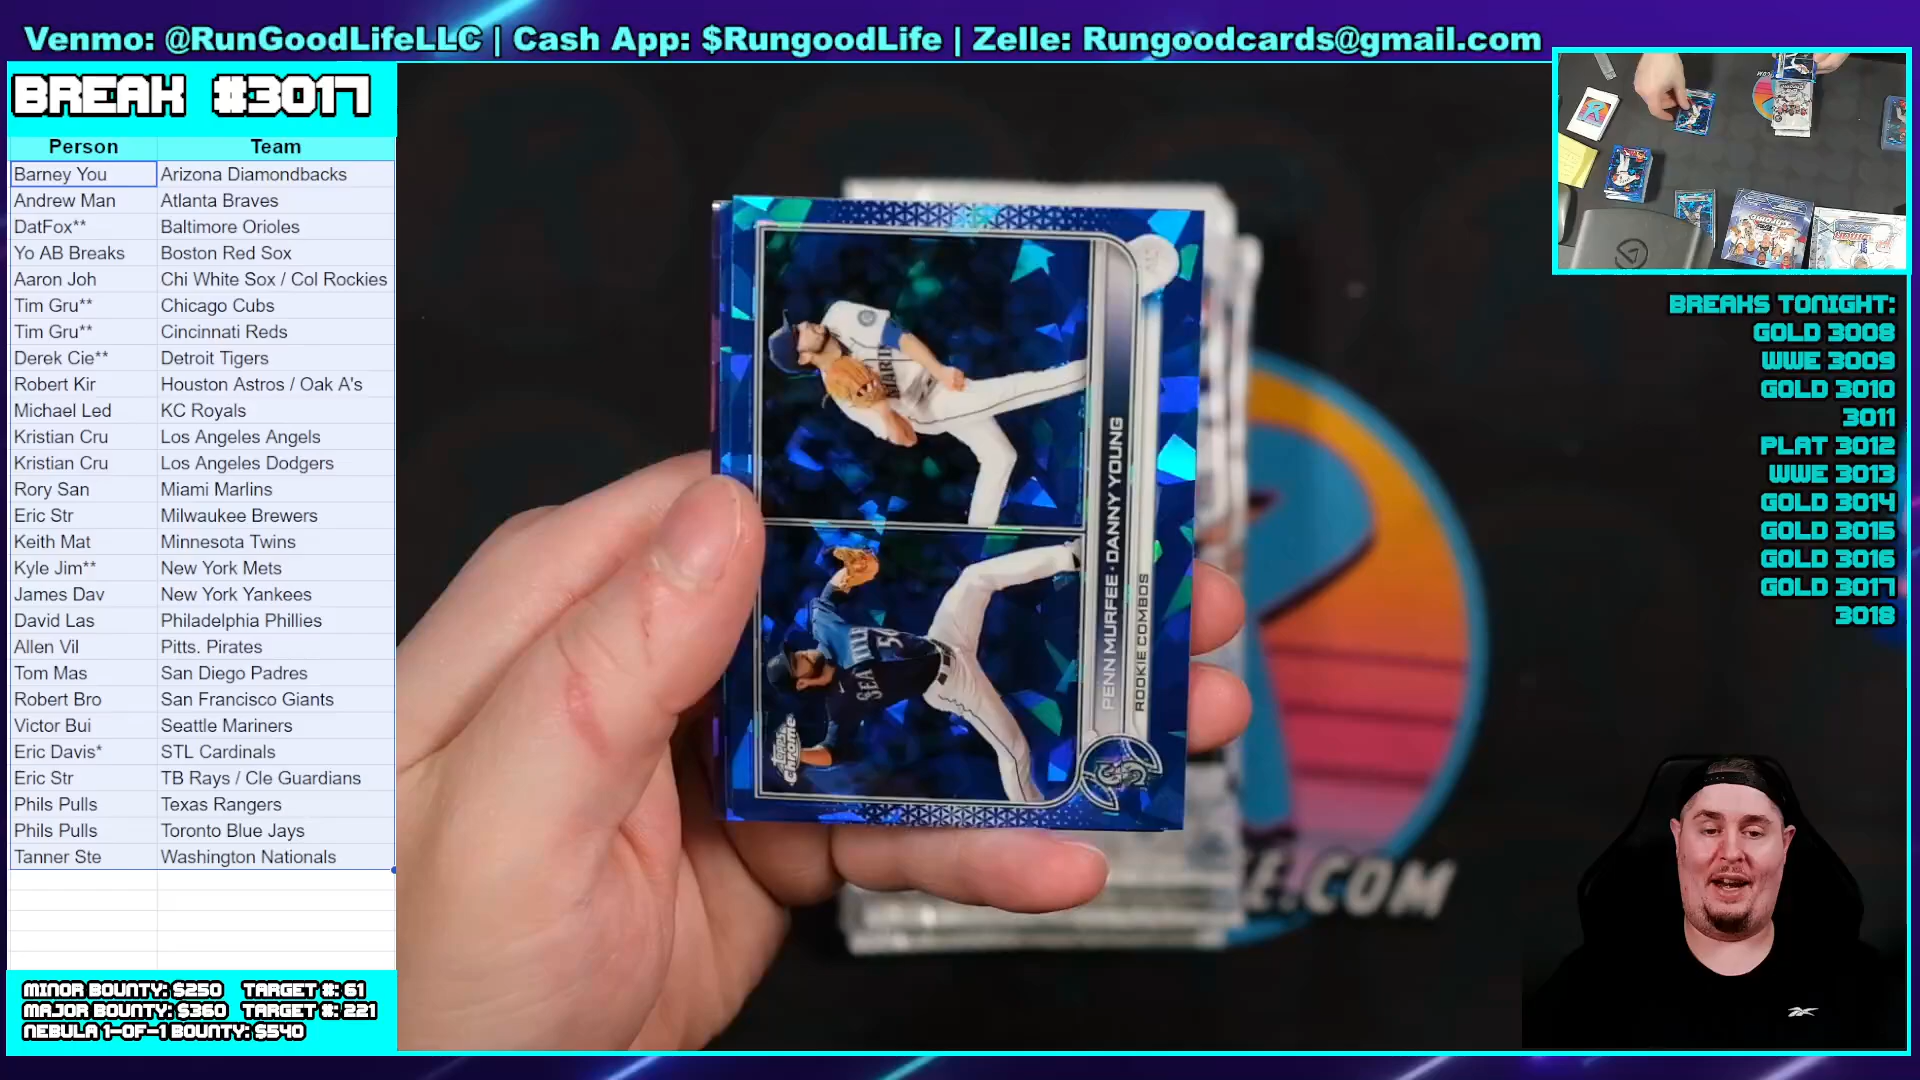 Venmo: @RunGoodLifeLLC | Cash App: $RungoodLife | Zelle: Rungoodcards@gmail.com
BREAK #3017
Person Team
Barney You Arizona Diamondbacks
Andrew Man Atlanta Braves
DatFox** Baltimore Orioles
Yo AB Breaks Boston Red Sox
Aaron Joh Chi White Sox / Col Rockies
Tim Gru** Chicago Cubs
Tim Gru** Cincinnati Reds
Derek Cie** Detroit Tigers
Robert Kir Houston Astros / Oak A's
Michael Led KC Royals
Kristian Cru Los Angeles Angels
Kristian Cru Los Angeles Dodgers
Rory San Miami Marlins
Eric Str Milwaukee Brewers
Keith Mat Minnesota Twins
Kyle Jim** New York Mets
James Dav New York Yankees
David Las Philadelphia Phillies
Allen Vil Pitts. Pirates
Tom Mas San Diego Padres
Robert Bro San Francisco Giants
Victor Bui Seattle Mariners
Eric Davis* STL Cardinals
Eric Str TB Rays / Cle Guardians
Phils Pulls Texas Rangers
Phils Pulls Toronto Blue Jays
Tanner Ste Washington Nationals
MINOR BOUNTY: $250 TARGET #: 61
MAJOR BOUNTY: $360 TARGET #: 221
NEBULA 1-OF-1 BOUNTY: $540
PENN MURFEE • DANNY YOUNG
ROOKIE COMBOS
Topps
Chrome
SEATTLE
E.COM
BREAKS TONIGHT:
GOLD 3008
WWE 3009
GOLD 3010
3011
PLAT 3012
WWE 3013
GOLD 3014
GOLD 3015
GOLD 3016
GOLD 3017
3018